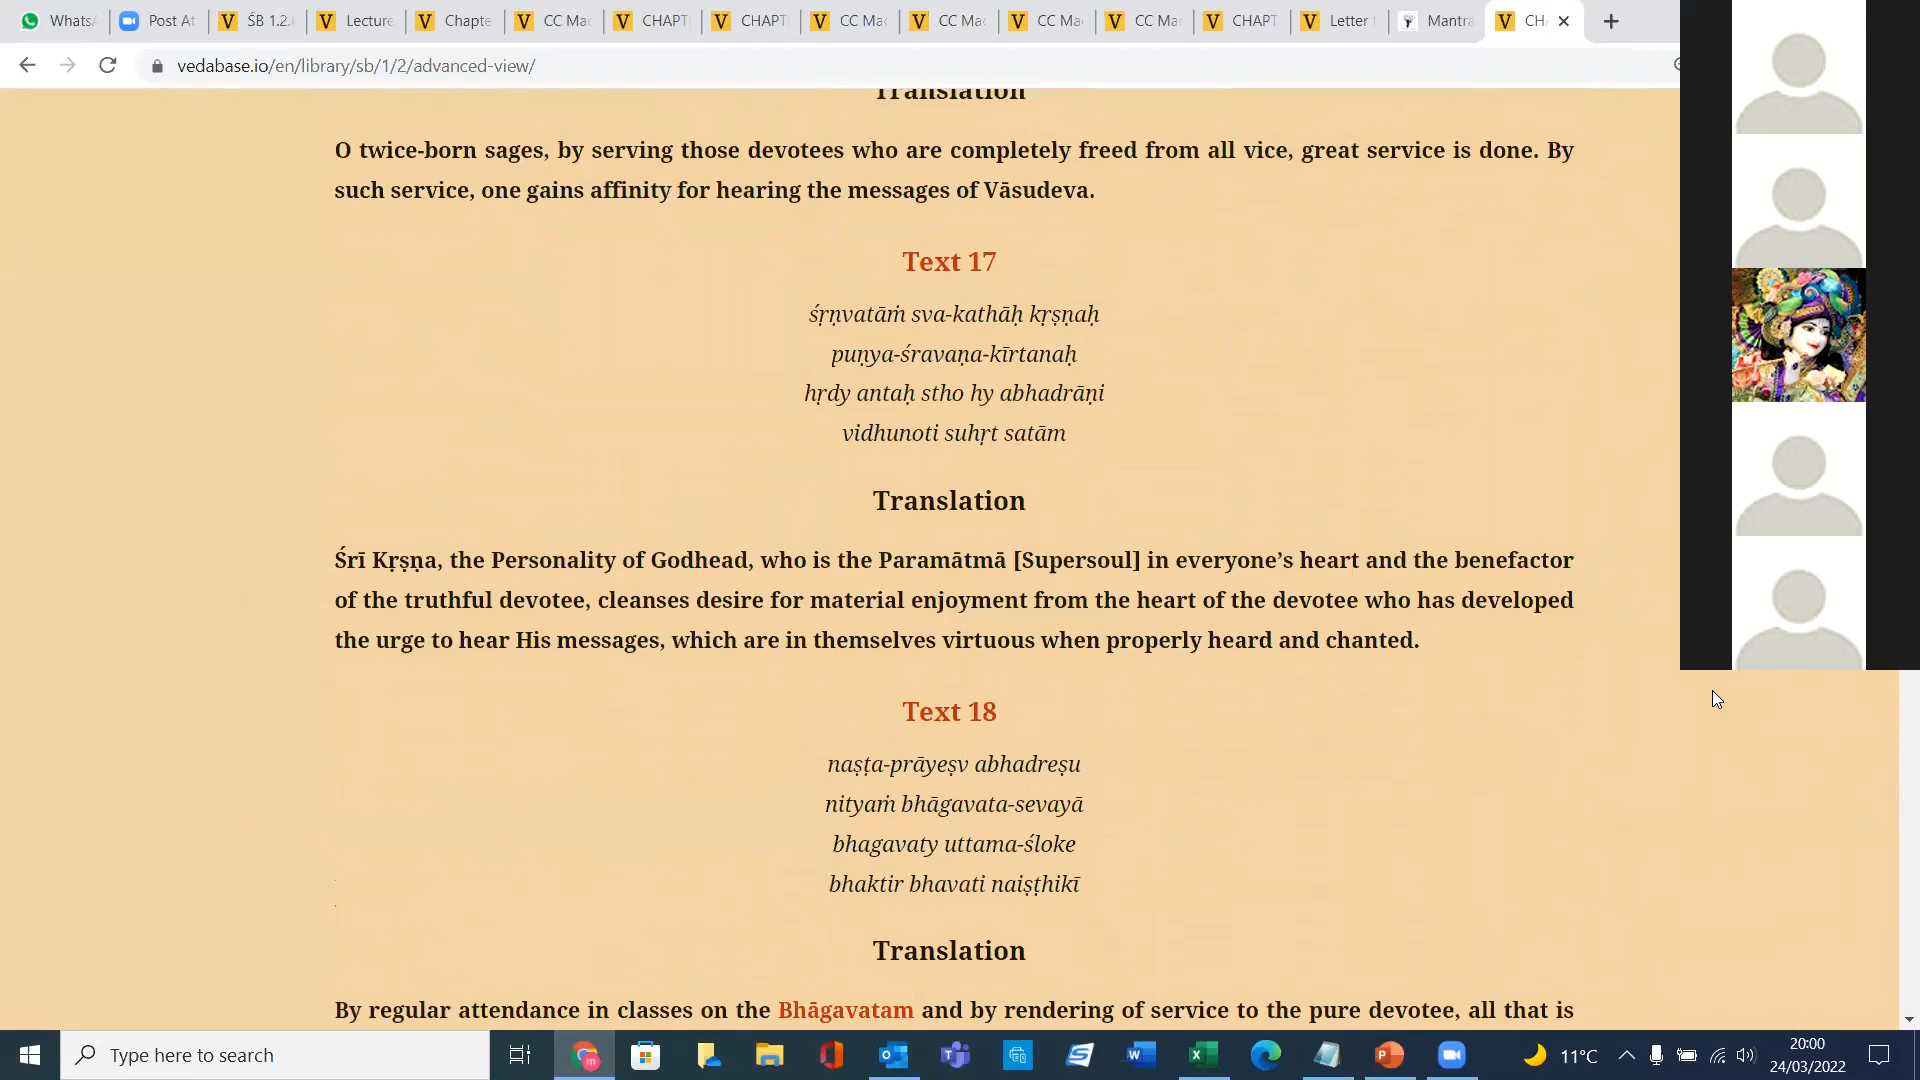 WhatsA
Post At
ŚB 1.2.
Lecture
Chapte
CC Mad
CHAPT
CHAPT
CC Mad
CC Mad
CC Ma
CC Ma
CHAPT
Letter
Mantra
CHA
vedabase.io/en/library/sb/1/2/advanced-view/
Translation
O twice-born sages, by serving those devotees who are completely freed from all vice, great service is done. By
such service, one gains affinity for hearing the messages of Vāsudeva.
Text 17
śṛṇvatāṁ sva-kathāḥ kṛṣṇaḥ
puṇya-śravaṇa-kīrtanaḥ
hṛdy antaḥ stho hy abhadrāṇi
vidhunoti suhṛt satām
Translation
Śrī Kṛṣṇa, the Personality of Godhead, who is the Paramātmā [Supersoul] in everyone’s heart and the benefactor
of the truthful devotee, cleanses desire for material enjoyment from the heart of the devotee who has developed
the urge to hear His messages, which are in themselves virtuous when properly heard and chanted.
Text 18
naṣṭa-prāyeṣv abhadreṣu
nityaṁ bhāgavata-sevayā
bhagavaty uttama-śloke
bhaktir bhavati naiṣṭhikī
Translation
By regular attendance in classes on the Bhāgavatam and by rendering of service to the pure devotee, all that is
Type here to search
11°C
20:00
24/03/2022